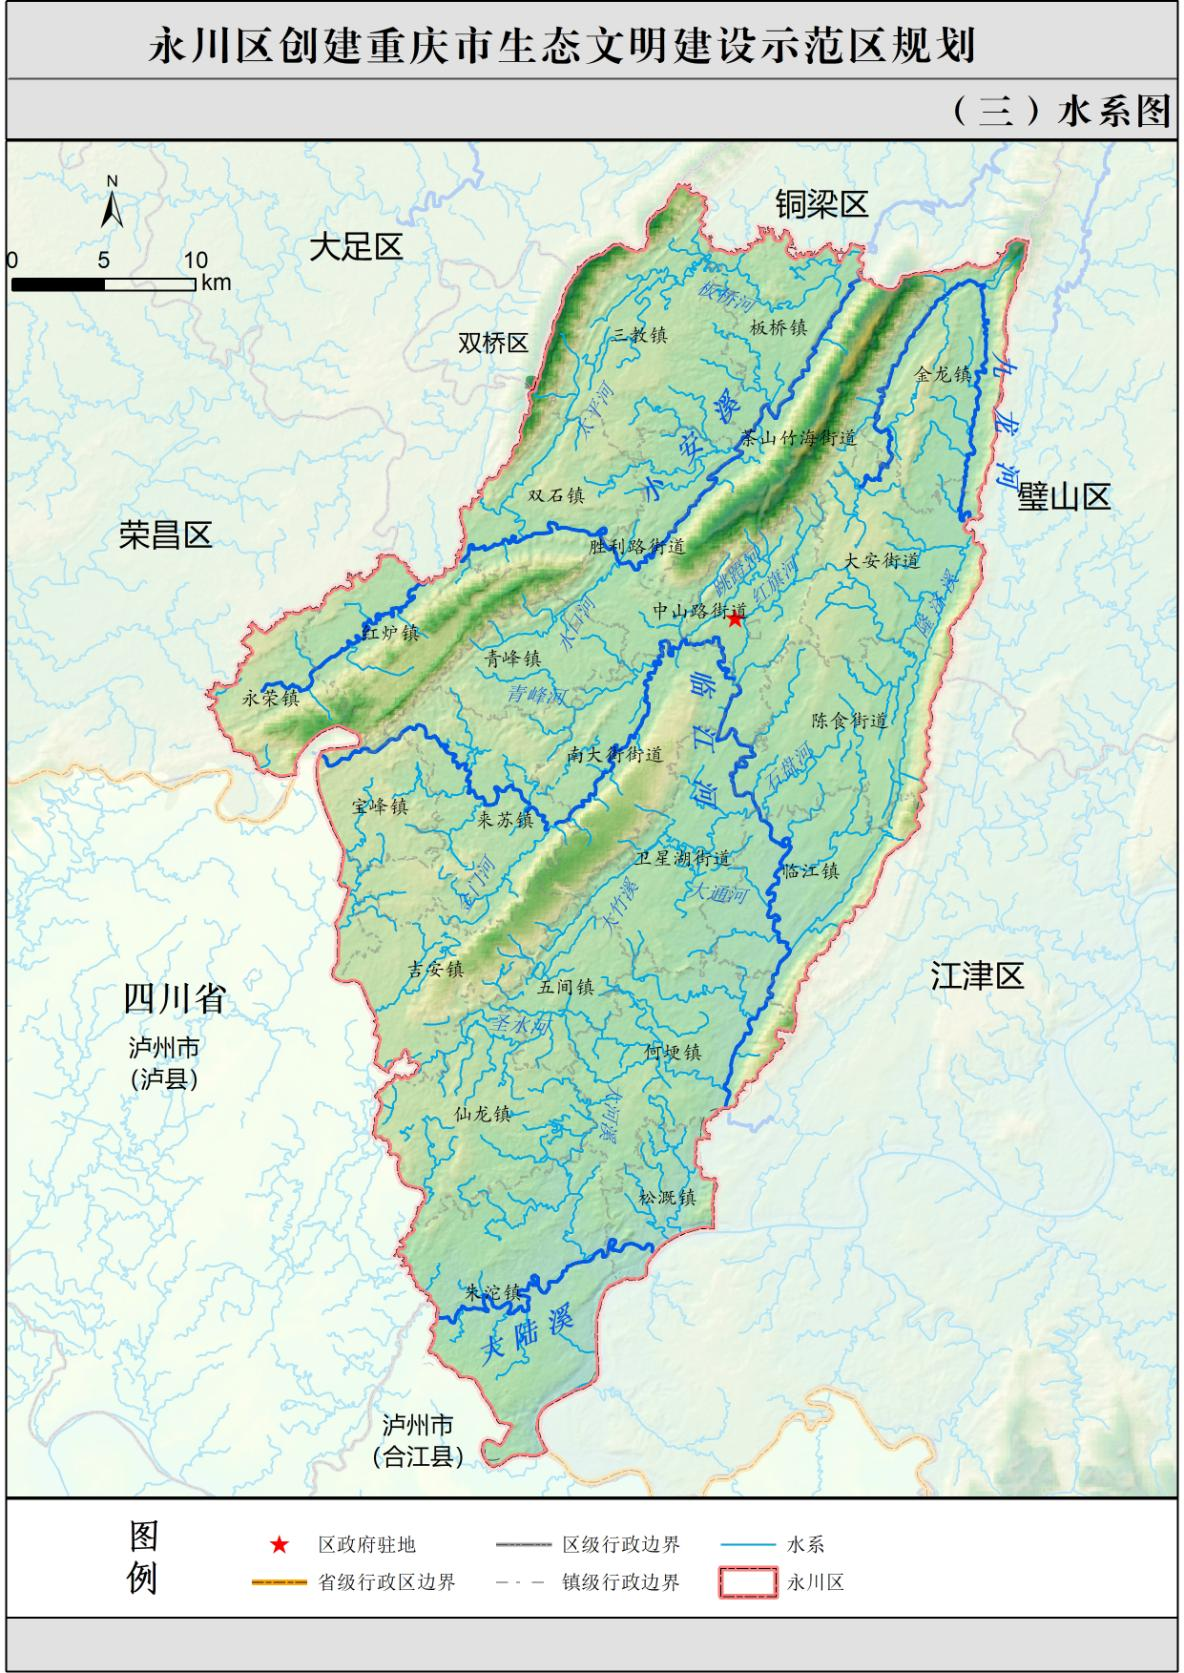 永川区创建重庆市生态文明建设示范区规划
（三）水系图
N
0 5 10 km
铜梁区
大足区
双桥区
板桥河
三教镇
板桥镇
金龙镇
九龙河
太平河
小安溪
茶山竹海街道
双石镇
璧山区
荣昌区
胜利路街道
大安街道
跳蹬河
红旗河
隆济溪
中山路街道
红炉镇
永荣镇
青峰镇
青峰河
临江河
陈食街道
南大街街道
石盘河
宝峰镇
来苏镇
卫星湖街道
临江镇
金门河
大竹溪
大通河
吉安镇
五间镇
江津区
四川省
泸州市
（泸县）
圣水河
何埂镇
仙龙镇
松溉镇
朱沱镇
大陆溪
泸州市
（合江县）
图例
区政府驻地
区级行政边界
水系
省级行政区边界
镇级行政边界
永川区